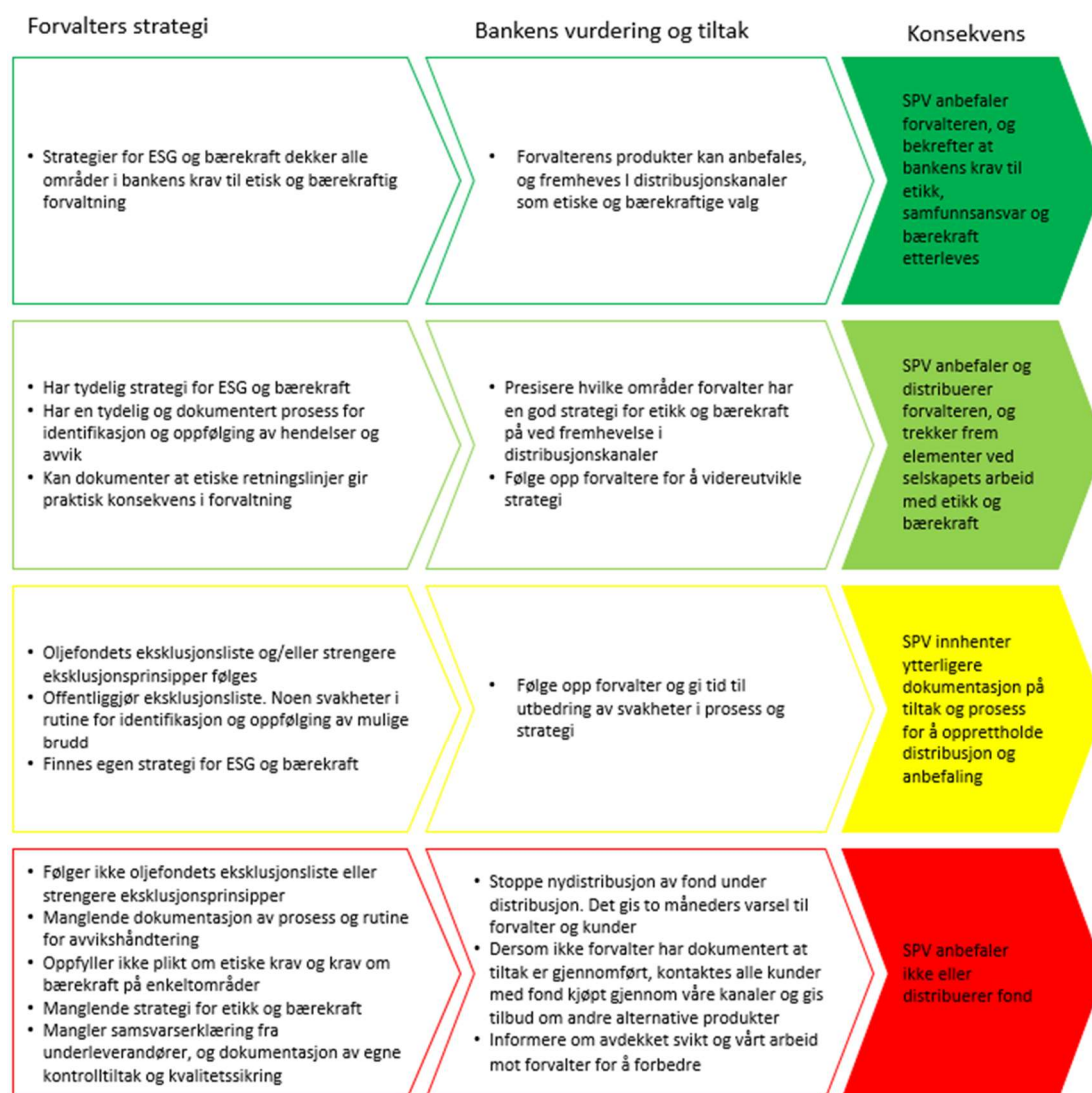 Forvalters strategi
Bankens vurdering og tiltak
Konsekvens
• Strategier for ESG og bærekraft dekker alle
områder i bankens krav til etisk og bærekraftig
forvaltning
• Forvalterens produkter kan anbefales,
og fremheves I distribusjonskanaler
som etiske og bærekraftige valg
SPV anbefaler
forvalteren, og
bekrefter at
bankens krav til
etikk,
samfunnsansvar og
bærekraft
etterleves
• Har tydelig strategi for ESG og bærekraft
• Har en tydelig og dokumentert prosess for
identifikasjon og oppfølging av hendelser og
avvik
• Kan dokumenter at etiske retningslinjer gir
praktisk konsekvens i forvaltning
• Presisere hvilke områder forvalter har
en god strategi for etikk og bærekraft
på ved fremhevelse i
distribusjonskanaler
• Følge opp forvaltere for å videreutvikle
strategi
SPV anbefaler og
distribuerer
forvalteren, og
trekker frem
elementer ved
selskapets arbeid
med etikk og
bærekraft
• Oljefondets eksklusjonsliste og/eller strengere
eksklusjonsprinsipper følges
• Offentliggjør eksklusjonsliste. Noen svakheter i
rutine for identifikasjon og oppfølging av mulige
brudd
• Finnes egen strategi for ESG og bærekraft
• Følge opp forvalter og gi tid til
utbedring av svakheter i prosess og
strategi
SPV innhenter
ytterligere
dokumentasjon på
tiltak og prosess
for å opprettholde
distribusjon og
anbefaling
• Følger ikke oljefondets eksklusjonsliste eller
strengere eksklusjonsprinsipper
• Manglende dokumentasjon av prosess og rutine
for avvikshåndtering
• Oppfyller ikke plikt om etiske krav og krav om
bærekraft på enkeltområder
• Manglende strategi for etikk og bærekraft
• Mangler samsvarserklæring fra
underleverandører, og dokumentasjon av egne
kontrolltiltak og kvalitetssikring
• Stoppe nydistribusjon av fond under
distribusjon. Det gis to måneders varsel til
forvalter og kunder
• Dersom ikke forvalter har dokumentert at
tiltak er gjennomført, kontaktes alle kunder
med fond kjøpt gjennom våre kanaler og gis
tilbud om andre alternative produkter
• Informere om avdekket svikt og vårt arbeid
mot forvalter for å forbedre
SPV anbefaler
ikke eller
distribuerer fond